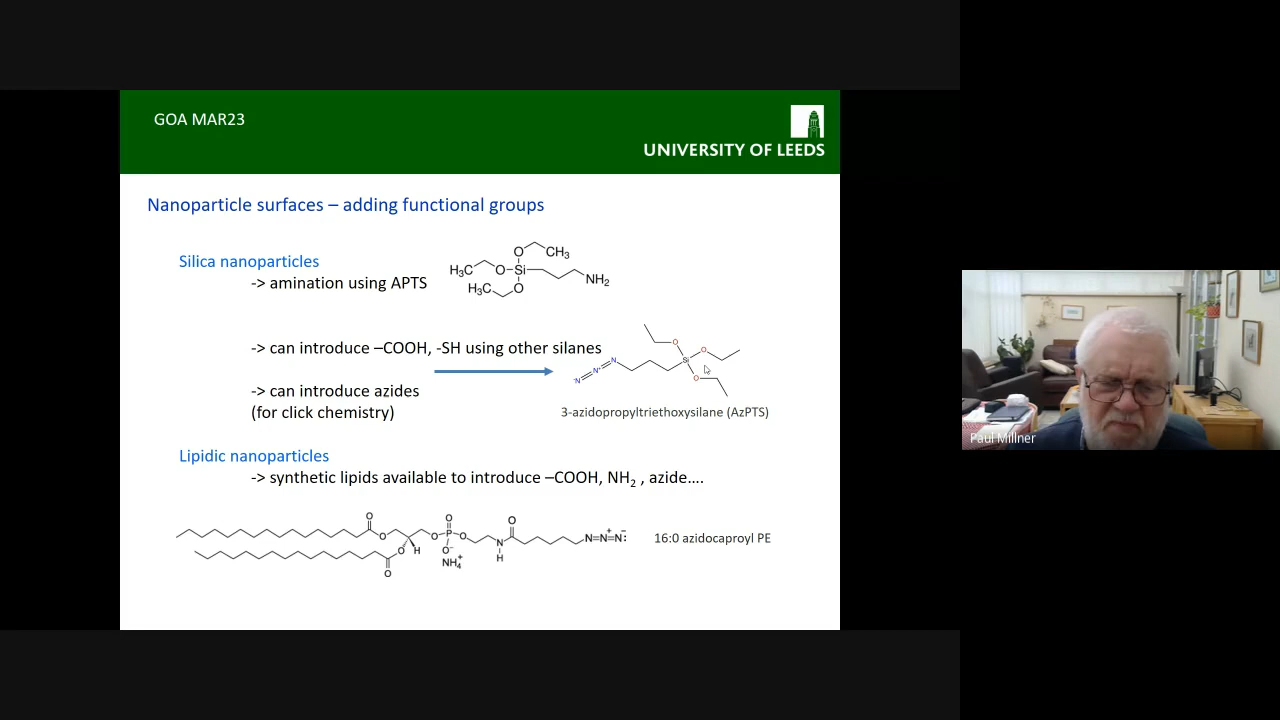 GOA MAR23
UNIVERSITY OF LEEDS
Nanoparticle surfaces – adding functional groups
Silica nanoparticles
-> amination using APTS
O CH3
H3C O Si NH2
H3C O
-> can introduce –COOH, -SH using other silanes
O O
Si
N N+ N O
-> can introduce azides
(for click chemistry)
3-azidopropyltriethoxysilane (AzPTS)
Lipidic nanoparticles
-> synthetic lipids available to introduce –COOH, NH2 , azide….
O O O
O O P O N N=N=N:
O H O- H
O NH4+
16:0 azidocaproyl PE
Paul Millner